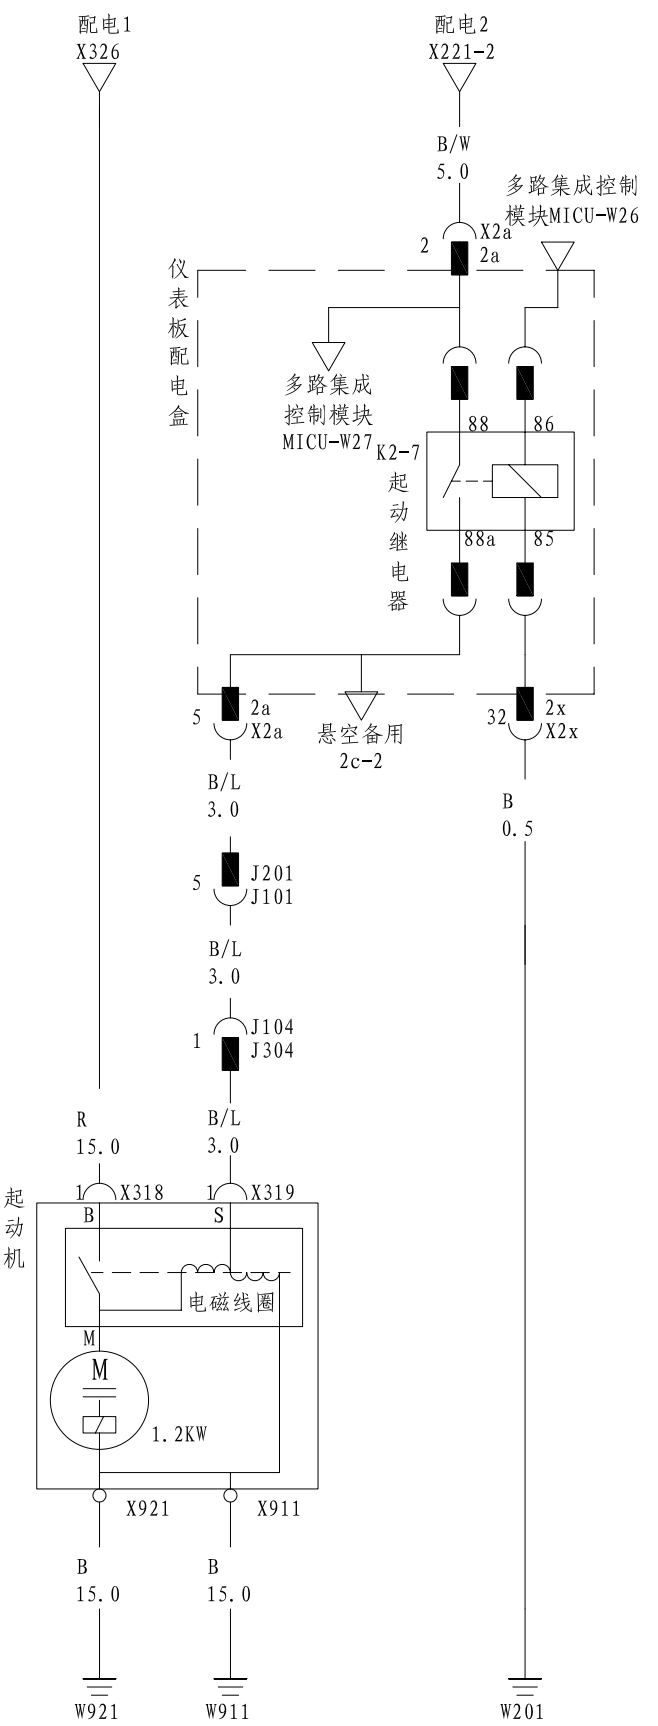 配电1
X326
配电2
X221-2
B/W
5.0
多路集成控制
模块MICU-W26
X2a
2
2a
仪表板配电盒
多路集成
控制模块
MICU-W27
88
86
K2-7
起动继电器
88a
85
5
2a
X2a
悬空备用
2c-2
32
2x
X2x
B/L
3.0
B
0.5
5
J201
J101
B/L
3.0
1
J104
J304
R
15.0
B/L
3.0
起动机
1
X318
1
X319
B
S
电磁线圈
M
M
1.2KW
X921
X911
B
15.0
B
15.0
W921
W911
W201